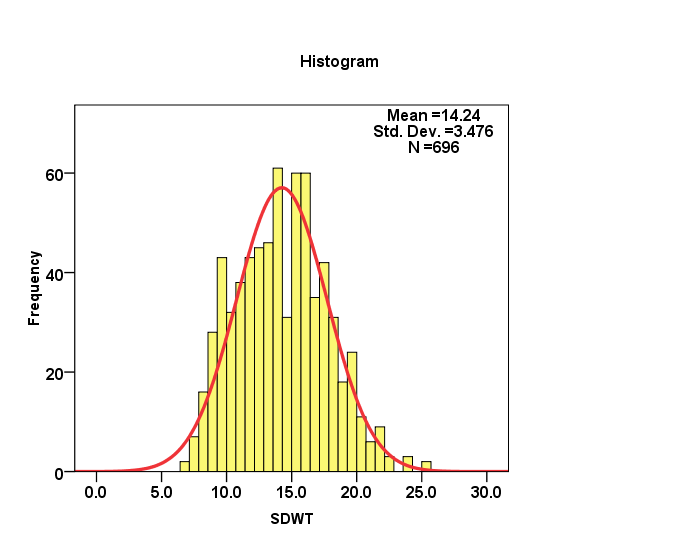 Histogram
Mean =14.24
Std. Dev. =3.476
N =696
60
40
20
0
Frequency
0.0 5.0 10.0 15.0 20.0 25.0 30.0
SDWT